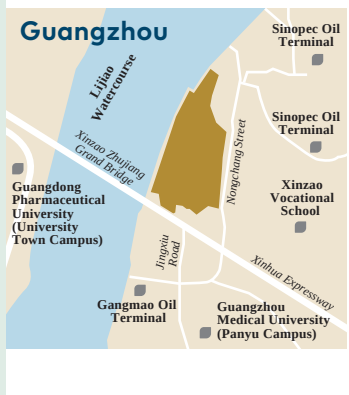 Guangzhou
Sinopec Oil
Terminal
Lijiao
Watercourse
Sinopec Oil
Terminal
Xinzao Zhujiang
Grand Bridge
Nongchang Street
Guangdong
Pharmaceutical
University
(University
Town Campus)
Xinzao
Vocational
School
Jingxiu
Road
Xinhua Expressway
Gangmao Oil
Terminal
Guangzhou
Medical University
(Panyu Campus)